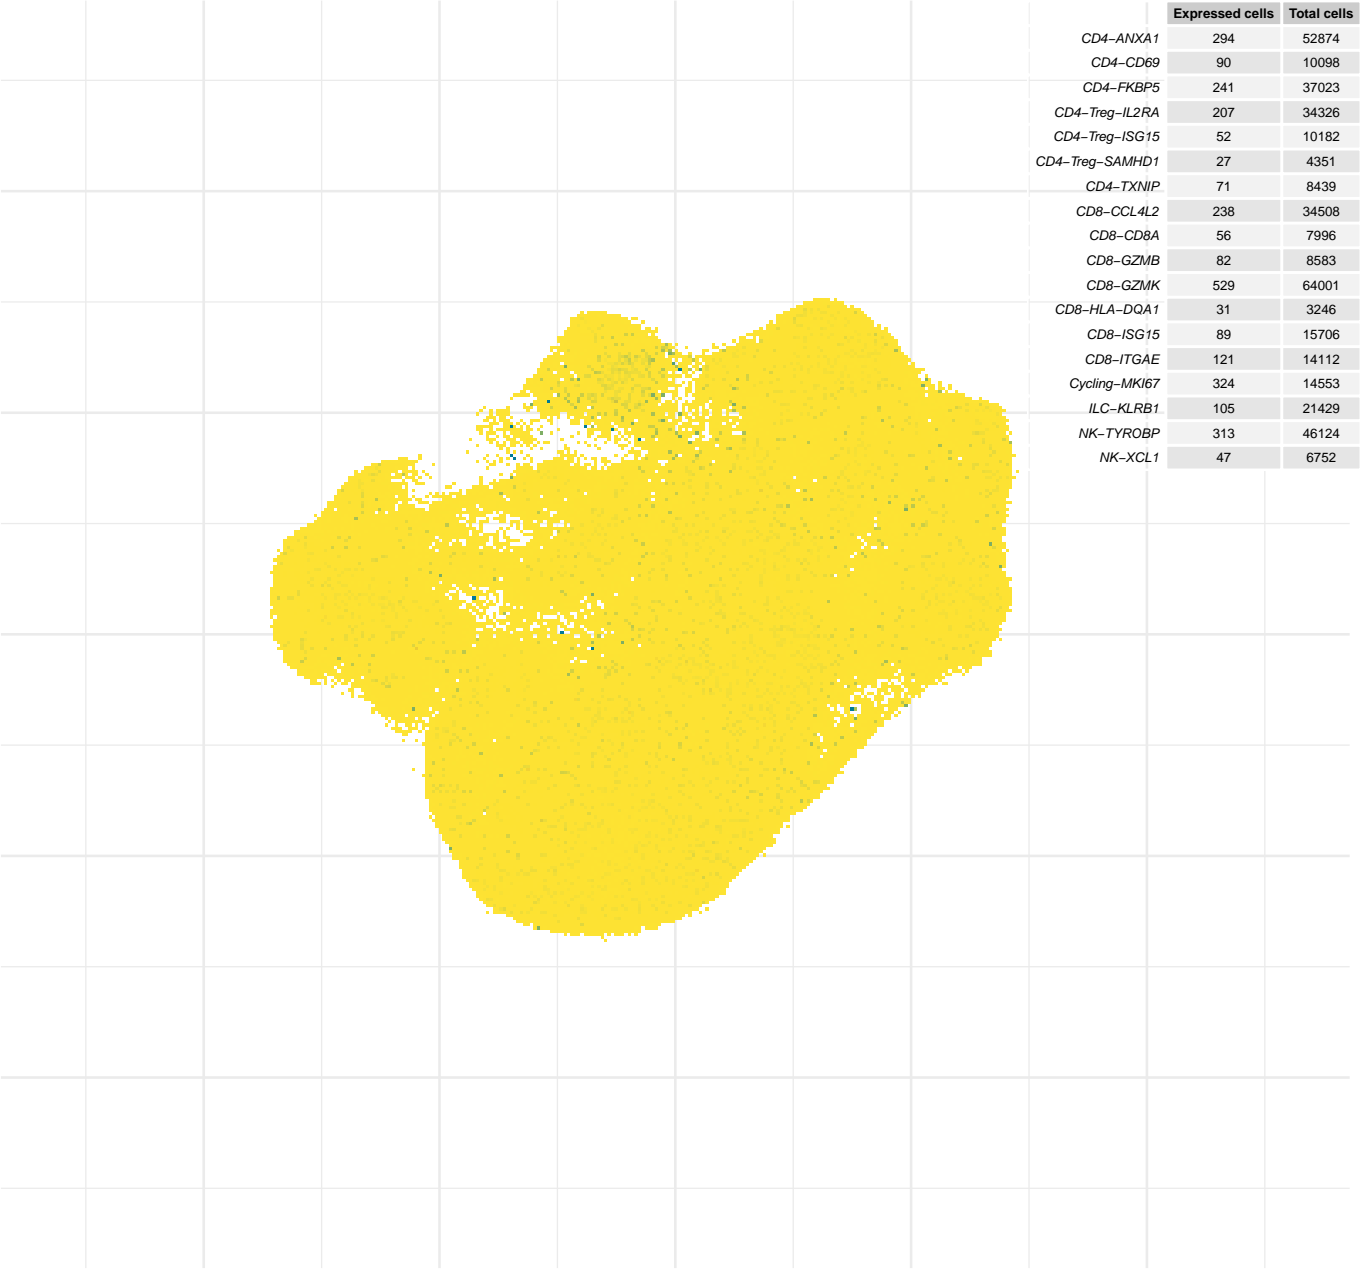 Expressed cells Total cells
CD4−ANXA1 294 52874
CD4−CD69 90 10098
CD4−FKBP5 241 37023
CD4−Treg−IL2RA 207 34326
CD4−Treg−ISG15 52 10182
CD4−Treg−SAMHD1 27 4351
CD4−TXNIP 71 8439
CD8−CCL4L2 238 34508
CD8−CD8A 56 7996
CD8−GZMB 82 8583
CD8−GZMK 529 64001
CD8−HLA−DQA1 31 3246
CD8−ISG15 89 15706
CD8−ITGAE 121 14112
Cycling−MKI67 324 14553
ILC−KLRB1 105 21429
NK−TYROBP 313 46124
NK−XCL1 47 6752